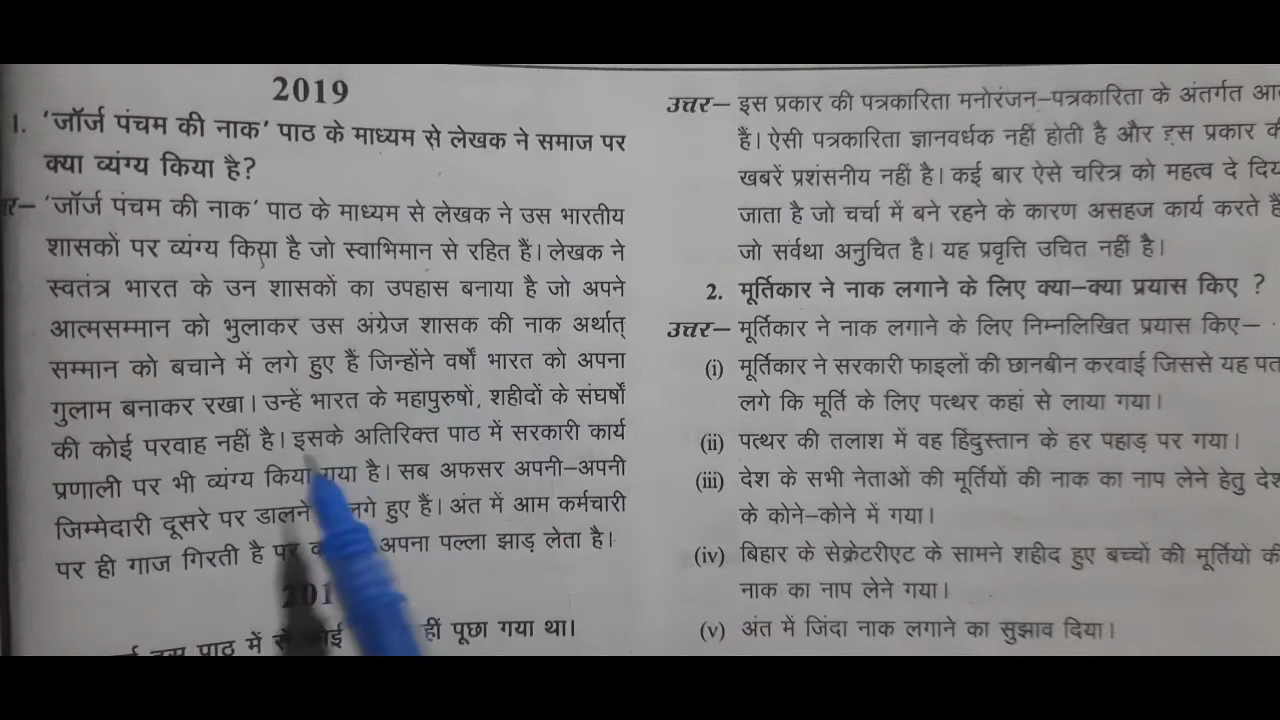 2019
1. 'जॉर्ज पंचम की नाक' पाठ के माध्यम से लेखक ने समाज पर
क्या व्यंग्य किया है?
'जॉर्ज पंचम की नाक' पाठ के माध्यम से लेखक ने उस भारतीय
शासकों पर व्यंग्य किया है जो स्वाभिमान से रहित हैं। लेखक ने
स्वतंत्र भारत के उन शासकों का उपहास बनाया है जो अपने
आत्मसम्मान को भुलाकर उस अंग्रेज शासक की नाक अर्थात्
सम्मान को बचाने में लगे हुए हैं जिन्होंने वर्षों भारत को अपना
गुलाम बनाकर रखा। उन्हें भारत के महापुरुषों, शहीदों के संघर्षों
की कोई परवाह नहीं है। इसके अतिरिक्त पाठ में सरकारी कार्य
प्रणाली पर भी व्यंग्य किया गया है। सब अफसर अपनी–अपनी
जिम्मेदारी दूसरे पर डालने लगे हुए हैं। अंत में आम कर्मचारी
पर ही गाज गिरती है पर अपना पल्ला झाड़ लेता है।
201
पाठ में से कोई हीं पूछा गया था।
उत्तर– इस प्रकार की पत्रकारिता मनोरंजन–पत्रकारिता के अंतर्गत
है। ऐसी पत्रकारिता ज्ञानवर्धक नहीं होती है और इस प्रकार
खबरें प्रशंसनीय नहीं है। कई बार ऐसे चरित्र को महत्व दे
जाता है जो चर्चा में बने रहने के कारण असहज कार्य करते
जो सर्वथा अनुचित है। यह प्रवृत्ति उचित नहीं है।
2. मूर्तिकार ने नाक लगाने के लिए क्या–क्या प्रयास किए ?
उत्तर– मूर्तिकार ने नाक लगाने के लिए निम्नलिखित प्रयास किए–
(i) मूर्तिकार ने सरकारी फाइलों की छानबीन करवाई जिससे यह
लगे कि मूर्ति के लिए पत्थर कहां से लाया गया।
(ii) पत्थर की तलाश में वह हिंदुस्तान के हर पहाड़ पर गया।
(iii) देश के सभी नेताओं की मूर्तियों की नाक का नाप लेने हेतु देश
के कोने–कोने में गया।
(iv) बिहार के सेक्रेटरीएट के सामने शहीद हुए बच्चों की मूर्तियों की
नाक का नाप लेने गया।
(v) अंत में जिंदा नाक लगाने का सुझाव दिया।